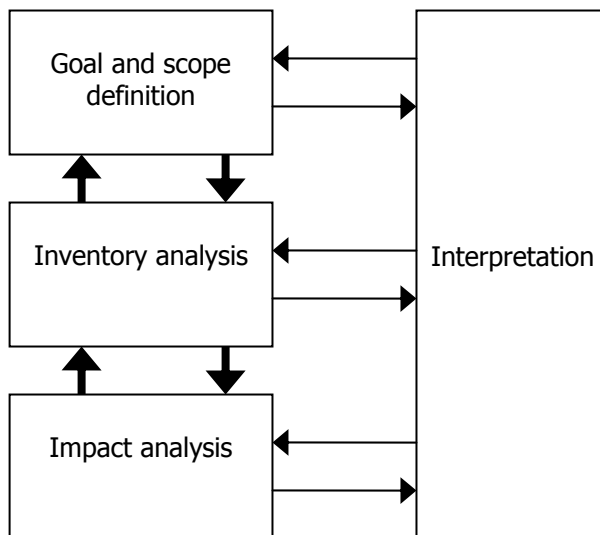 Goal and scope
definition
Inventory analysis
Interpretation
Impact analysis